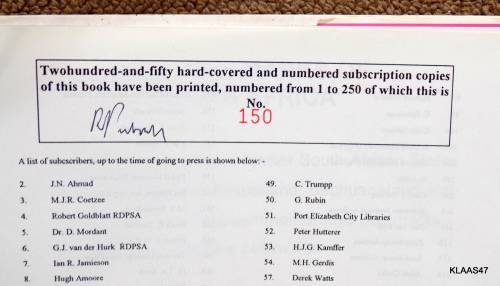 Twohundred-and-fifty hard-covered and numbered subscription copies
of this book have been printed, numbered from 1 to 250 of which this is
No.
150
A list of subcscribers, up to the time of going to press is shown below: -
2. J.N. Ahmad 49. C. Trumpp
3. M.J.R. Coetzee 50. G. Rubin
4. Robert Goldblatt RDPSA 51. Port Elizabeth City Libraries
5. Dr. D. Mordant 52. Peter Hutterer
6. G.J. van der Hurk RDPSA 53. H.J.G. Kamffer
7. Ian R. Jamieson 54. M.H. Gerdis
8. Hugh Amoore 57. Derek Watts
KLAAS47